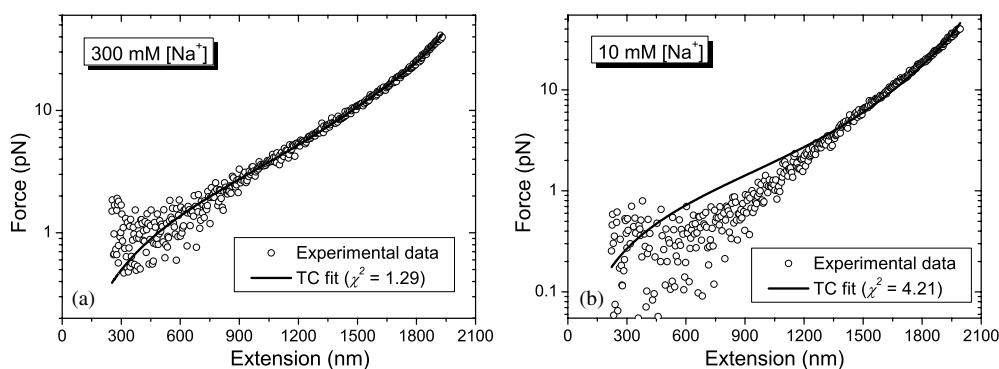 300 mM [Na⁺]
Force (pN)
10
1
Experimental data
TC fit (χ² = 1.29)
(a)
0 300 600 900 1200 1500 1800 2100
Extension (nm)
10 mM [Na⁺]
Force (pN)
10
1
0.1
Experimental data
TC fit (χ² = 4.21)
(b)
0 300 600 900 1200 1500 1800 2100
Extension (nm)